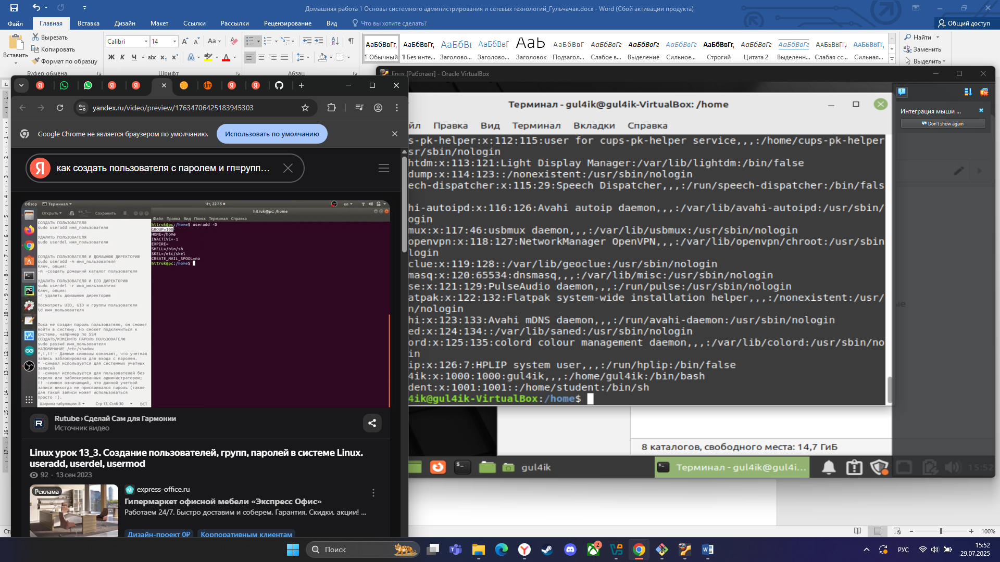 Домашняя работа 1 Основы системного администрирования и сетевых технологий_Гульчачак.docx - Word (Сбой активации продукта)
Файл Главная Вставка Дизайн Макет Ссылки Рассылки Рецензирование Вид Что вы хотите сделать? Общий доступ
Вставить
Вырезать
Копировать
Формат по образцу
Буфер обмена
Calibri 14
Шрифт
Абзац
АаБбВвГг, АаБбВвГг, АаБбВг АаБбВвГ АаЬ АаБбВвГ АаБбВвГг АаБбВвГг АаБбВвГг АаБбВвГг, АаБбВвГг АаБбВвГг АаБбВвГг АаБбВвГг,
¶ Обычный ¶ Без инте... Заголово... Заголово... Заголовок Подзагол... Слабое в... Выделение Сильное... Строгий Цитата 2 Выделенн... Слабая сс... Сильная...
Найти
Заменить
Выделить
linux [Работает] - Oracle VirtualBox
yandex.ru/video/preview/17634706425183945303
Google Chrome не является браузером по умолчанию. Использовать по умолчанию
как создать пользователя с паролем и гп=рупп...
Обзор Терминал Чт, 22:15 en
Открыть Сохранить
hitruk@pc: /home
Файл Правка Вид Поиск Терминал Справка
СОЗДАТЬ ПОЛЬЗОВАТЕЛЯ
sudo useradd имя_пользователя
УДАЛИТЬ ПОЛЬЗОВАТЕЛЯ
sudo userdel имя_пользователя
СОЗДАТЬ ПОЛЬЗОВАТЕЛЯ И ДОМАШНЮЮ ДИРЕКТОРИЮ
sudo useradd -m имя_пользователя
Ключ, опция:
-m -создать домашний каталог пользователя
УДАЛИТЬ ПОЛЬЗОВАТЕЛЯ И ЕГО ДИРЕКТОРИЮ
sudo userdel -r имя_мользователя
Ключ, опция:
-r удалить домашнюю директорию
Посмотреть UID, GID и группы пользователя
id имя_пользователя
Пока не создан пароль пользователя, он сможет
войти в систему. Но сможет подключиться к
системе, например по SSH
СОЗДАТЬ/ИЗМЕНИТЬ ПАРОЛЬ ПОЛЬЗОВАТЕЛЮ
sudo passwd имя_пользователя
НАПОМИНАНИЕ /etc/shadow
*,!,!! - Данные символы означают, что учетная
запись заблокирована для входа с паролем.
* -символ используется для системных учетных
записей
! -символ используется для пользователей без
пароля или заблокированных администратором;
!! -символ означающий, что данной учетной
записи никогда не присваивался пароль (также
для такой записи может использоваться
просто !).
Ширина табуляции: 8 Стр 13, Стлб 30 ВСТ
hitruk@pc:/home$ useradd -D
GROUP=100
HOME=/home
INACTIVE=-1
EXPIRE=
SHELL=/bin/sh
SKEL=/etc/skel
CREATE_MAIL_SPOOL=no
hitruk@pc:/home$
Rutube › Сделай Сам для Гармонии
Источник видео
Linux урок 13_3. Создание пользователей, групп, паролей в системе Linux.
useradd, userdel, usermod
92 · 13 сен 2023
Реклама
express-office.ru
Гипермаркет офисной мебели «Экспресс Офис»
Работаем 24/7. Быстро доставим и соберем. Гарантия. Скидки, акции! ...
Дизайн-проект 0₽ Корпоративным клиентам
Терминал - gul4ik@gul4ik-VirtualBox: /home
йл Правка Вид Терминал Вкладки Справка
s-pk-helper:x:112:115:user for cups-pk-helper service,,,:/home/cups-pk-helper
sr/sbin/nologin
htdm:x:113:121:Light Display Manager:/var/lib/lightdm:/bin/false
dump:x:114:123::/nonexistent:/usr/sbin/nologin
ech-dispatcher:x:115:29:Speech Dispatcher,,,:/run/speech-dispatcher:/bin/fals
hi-autoipd:x:116:126:Avahi autoip daemon,,,:/var/lib/avahi-autoipd:/usr/sbin/
ogin
mux:x:117:46:usbmux daemon,,,:/var/lib/usbmux:/usr/sbin/nologin
openvpn:x:118:127:NetworkManager OpenVPN,,,:/var/lib/openvpn/chroot:/usr/sbin
login
clue:x:119:128::/var/lib/geoclue:/usr/sbin/nologin
masq:x:120:65534:dnsmasq,,,:/var/lib/misc:/usr/sbin/nologin
se:x:121:129:PulseAudio daemon,,,:/run/pulse:/usr/sbin/nologin
atpak:x:122:132:Flatpak system-wide installation helper,,,:/nonexistent:/usr/
n/nologin
hi:x:123:133:Avahi mDNS daemon,,,:/run/avahi-daemon:/usr/sbin/nologin
ed:x:124:134::/var/lib/saned:/usr/sbin/nologin
ord:x:125:135:colord colour management daemon,,,:/var/lib/colord:/usr/sbin/no
in
ip:x:126:7:HPLIP system user,,,:/run/hplip:/bin/false
4ik:x:1000:1000:gul4ik,,,:/home/gul4ik:/bin/bash
dent:x:1001:1001::/home/student:/bin/sh
4ik@gul4ik-VirtualBox:/home$
Интеграция мыши ...
Don't show again
8 каталогов, свободного места: 14,7 ГиБ
gul4ik
Терминал - gul4ik@gul4i...
15:52
100%
Поиск
2
РУС
15:52
29.07.2025